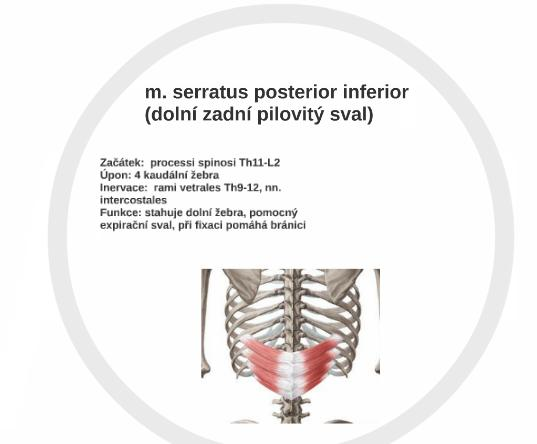 m. serratus posterior inferior
(dolní zadní pilovitý sval)
Začátek:  processi spinosi Th11-L2
Úpon: 4 kaudální žebra
Inervace:  rami vetrales Th9-12, nn.
intercostales
Funkce: stahuje dolní žebra, pomocný
expirační sval, při fixaci pomáhá bránici